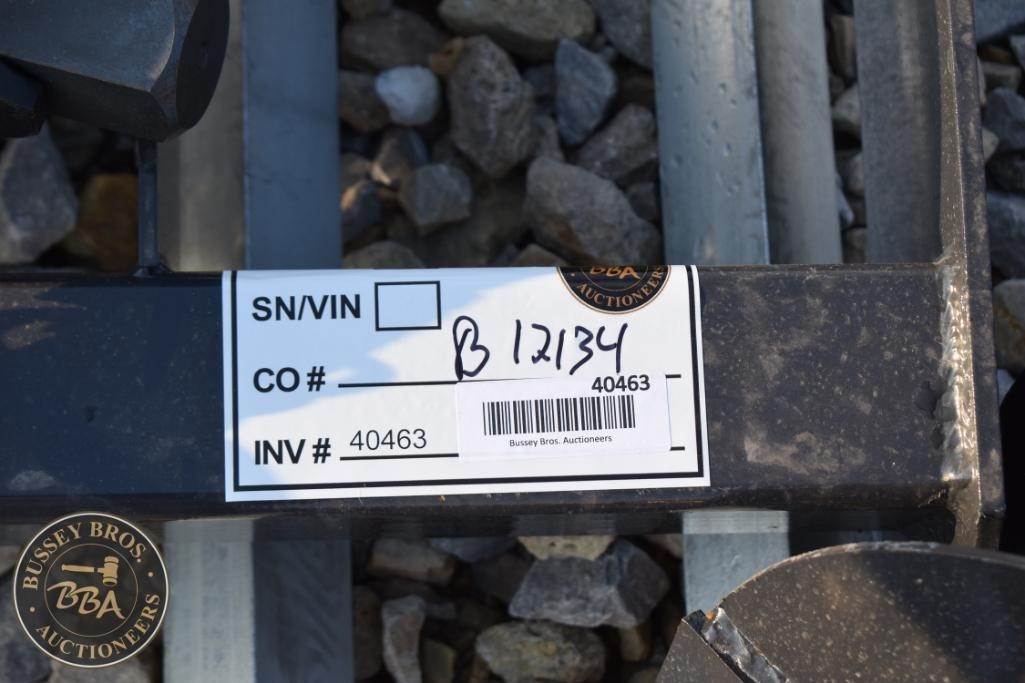 BBA
AUCTIONEERS
SN/VIN
B 12134
CO #
40463
INV # 40463
Bussey Bros. Auctioneers
BUSSEY BROS.
BBA
AUCTIONEERS